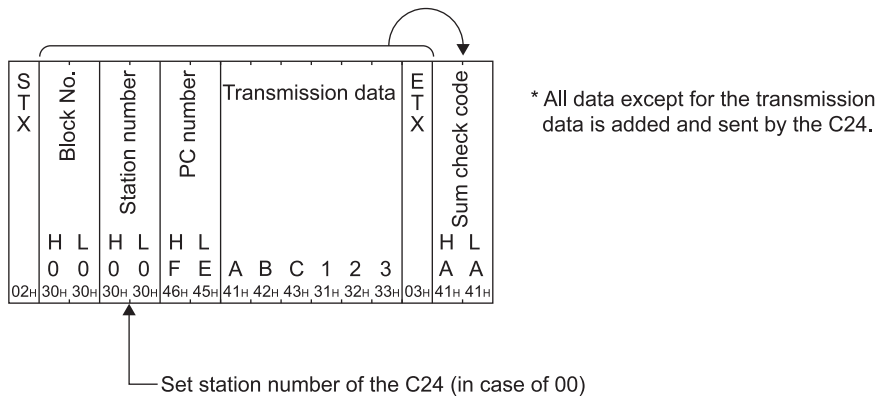 STX
Block No.
Station number
PC number
Transmission data
ETX
Sum check code
H L H L H L H L
0 0 0 0 F E A B C 1 2 3 A A
02H 30H 30H 30H 30H 46H 45H 41H 42H 43H 31H 32H 33H 03H 41H 41H
* All data except for the transmission
data is added and sent by the C24.
Set station number of the C24 (in case of 00)